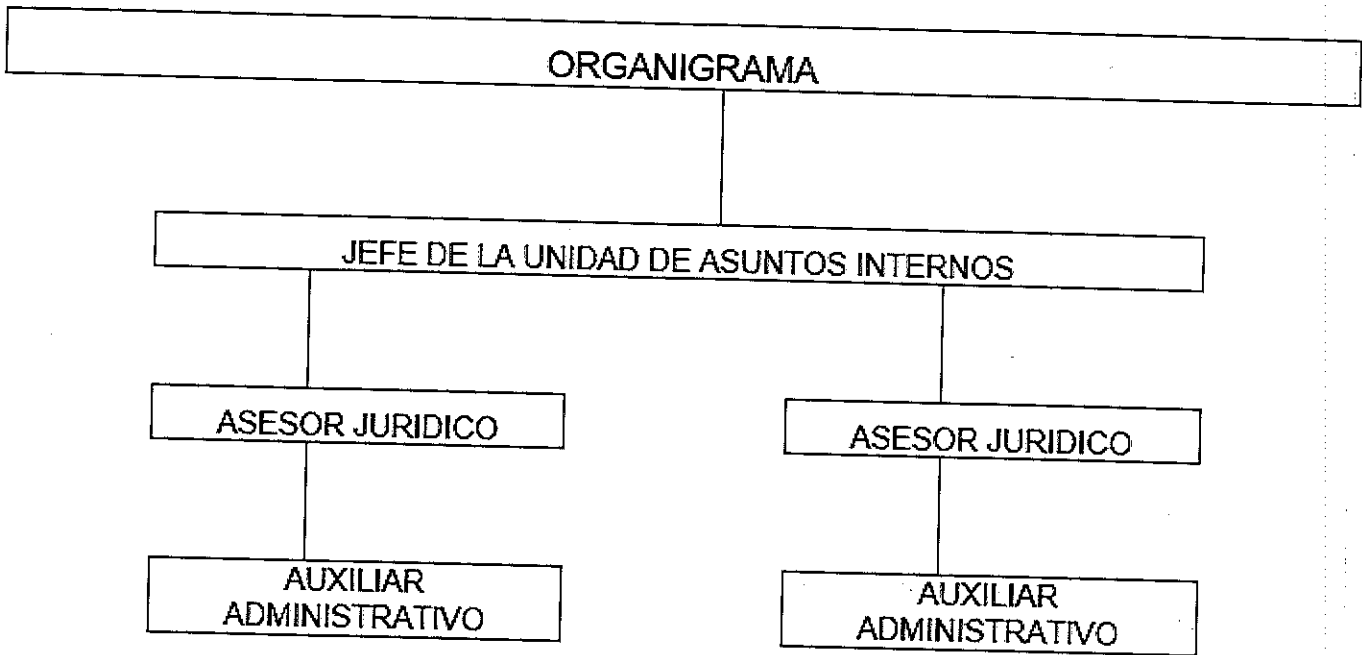 ORGANIGRAMA
JEFE DE LA UNIDAD DE ASUNTOS INTERNOS
ASESOR JURIDICO
ASESOR JURIDICO
AUXILIAR
ADMINISTRATIVO
AUXILIAR
ADMINISTRATIVO